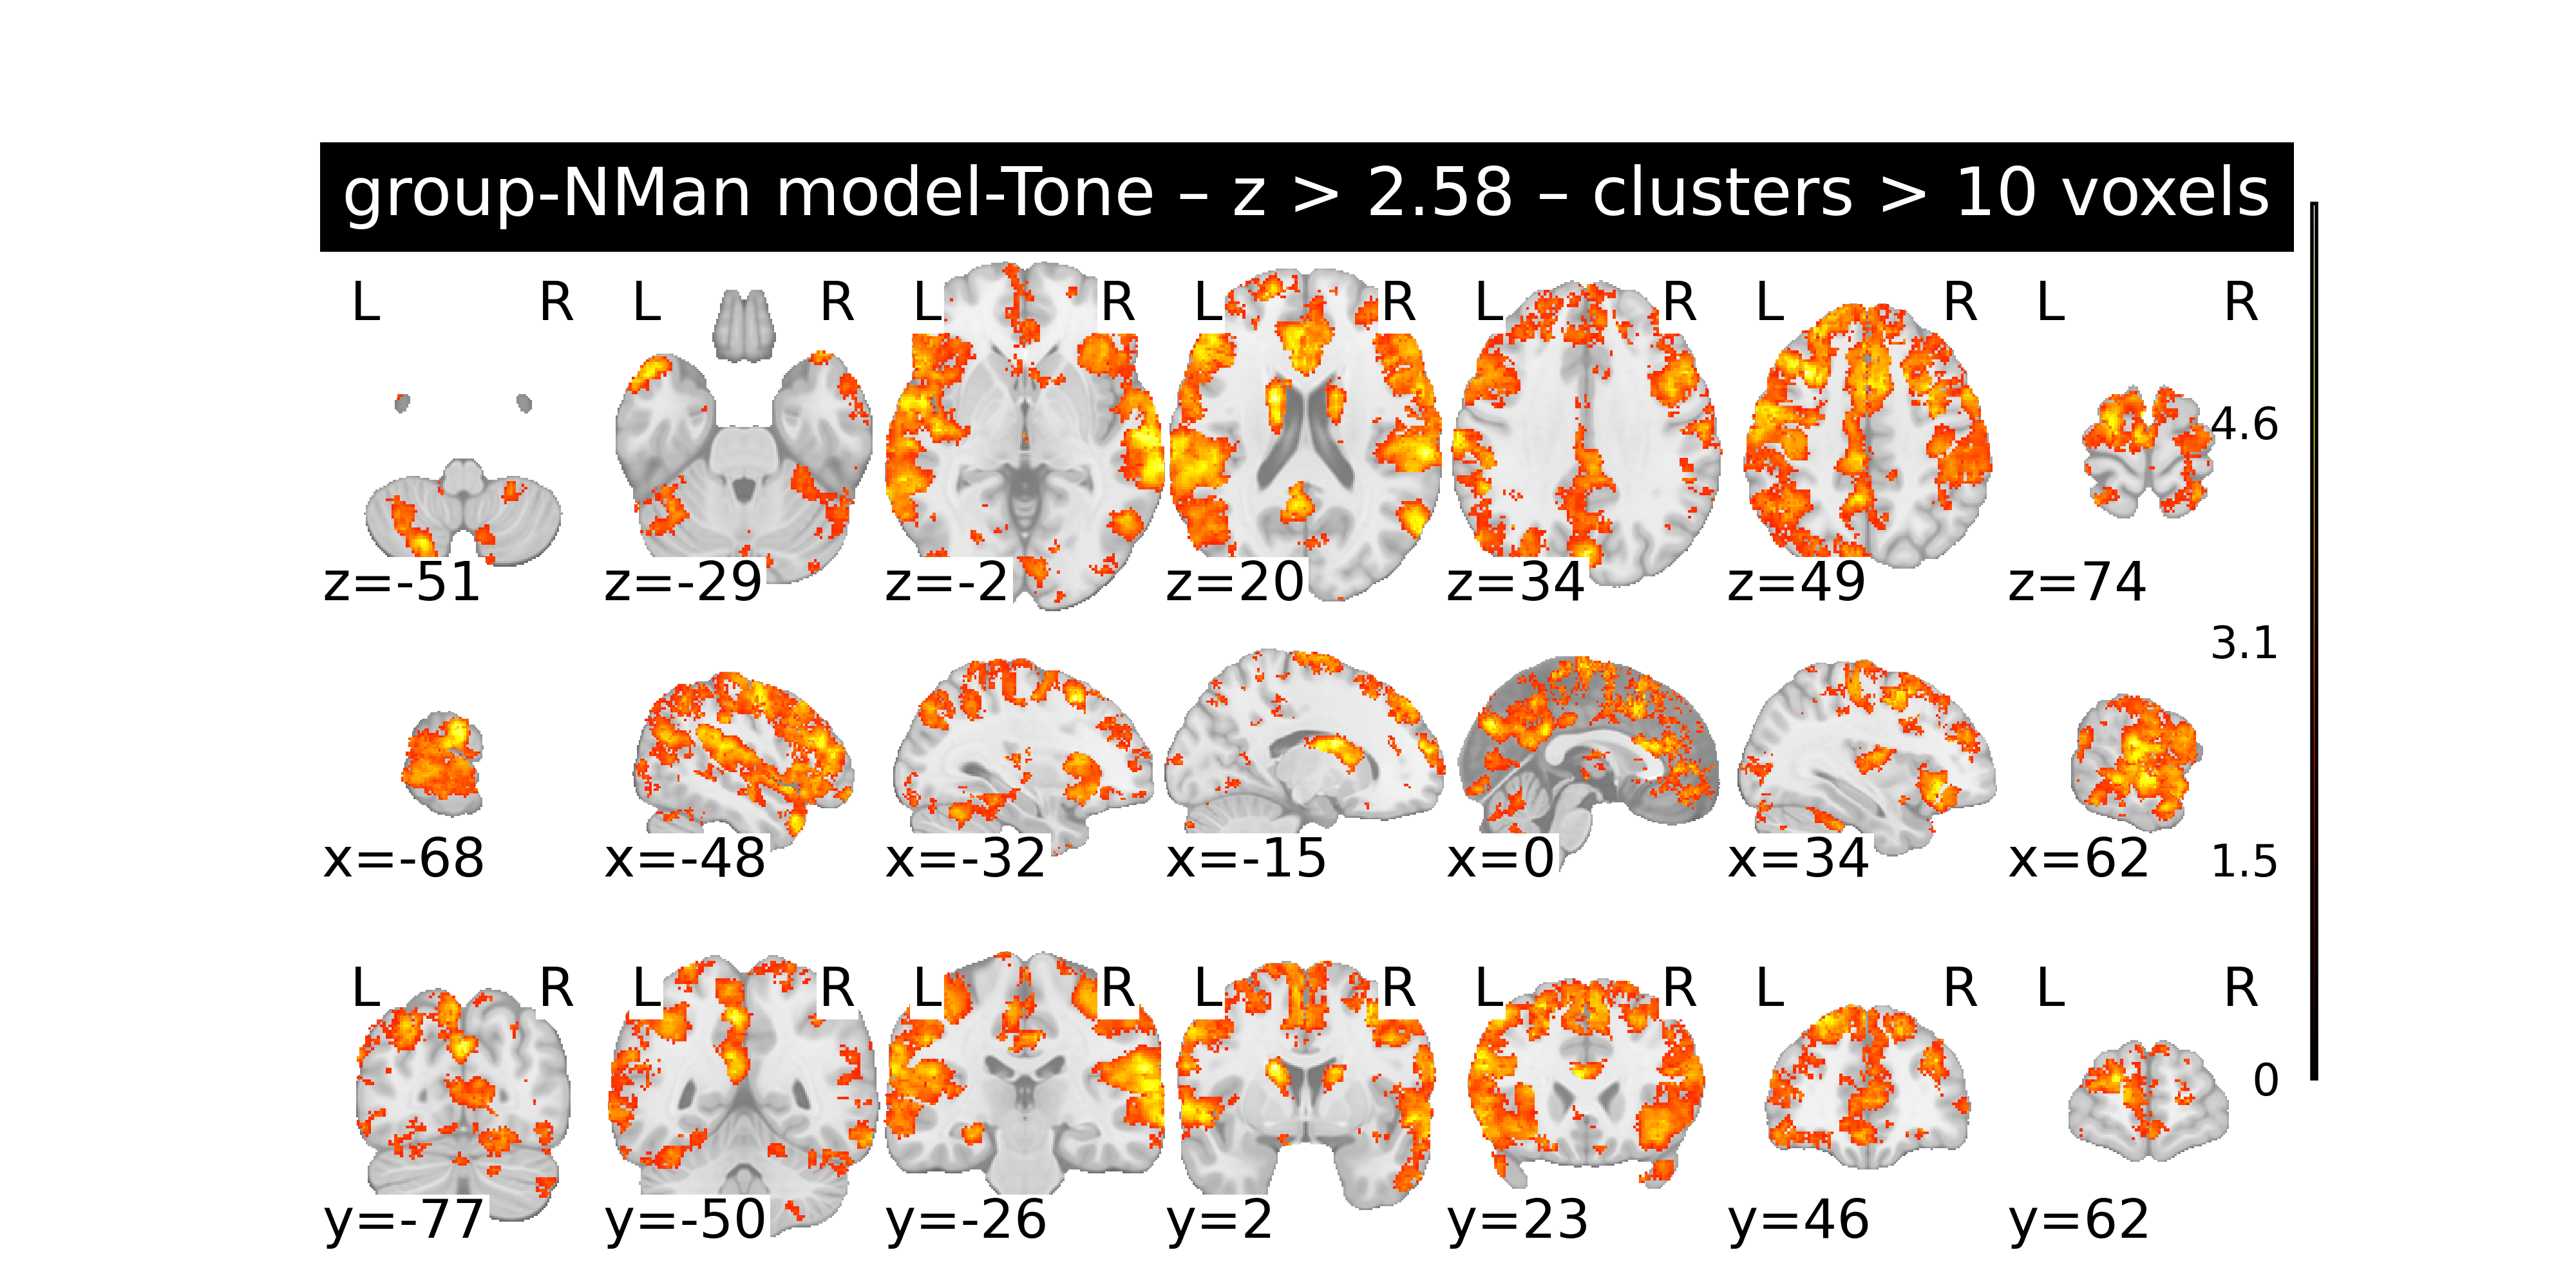 group-NMan model-Tone – z > 2.58 – clusters > 10 voxels
L R L R L R L R L R L R L R
4.6
z=-51 z=-29 z=-2 z=20 z=34 z=49 z=74
3.1
x=-68 x=-48 x=-32 x=-15 x=0 x=34 x=62 1.5
L R L R L R L R L R L R L R
0
y=-77 y=-50 y=-26 y=2 y=23 y=46 y=62